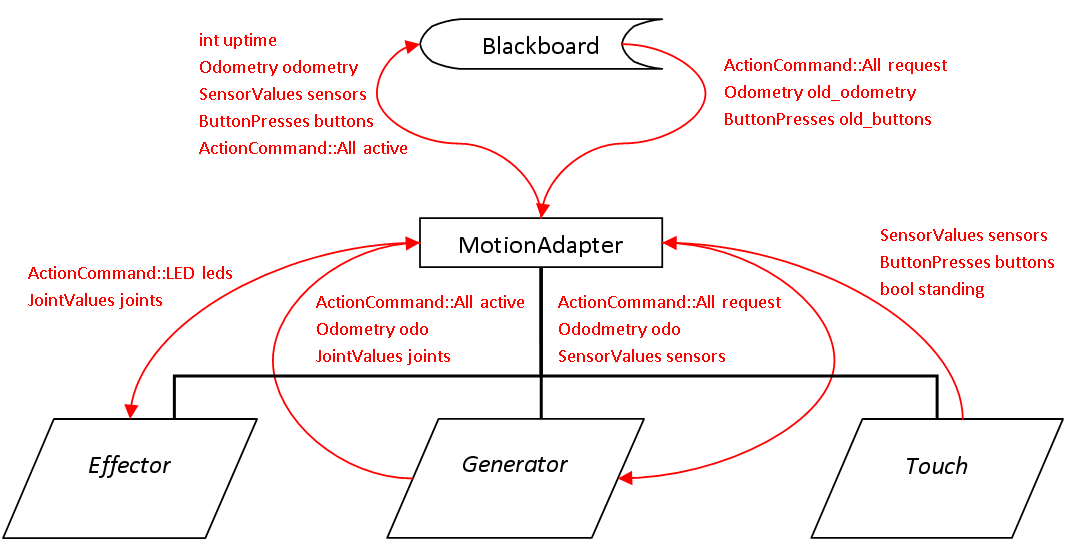 Blackboard
int uptime
Odometry odometry
SensorValues sensors
ButtonPresses buttons
ActionCommand::All active
ActionCommand::All request
Odometry old_odometry
ButtonPresses old_buttons
MotionAdapter
ActionCommand::LED leds
JointValues joints
ActionCommand::All active
Odometry odo
JointValues joints
ActionCommand::All request
Ododmetry odo
SensorValues sensors
SensorValues sensors
ButtonPresses buttons
bool standing
Effector
Generator
Touch